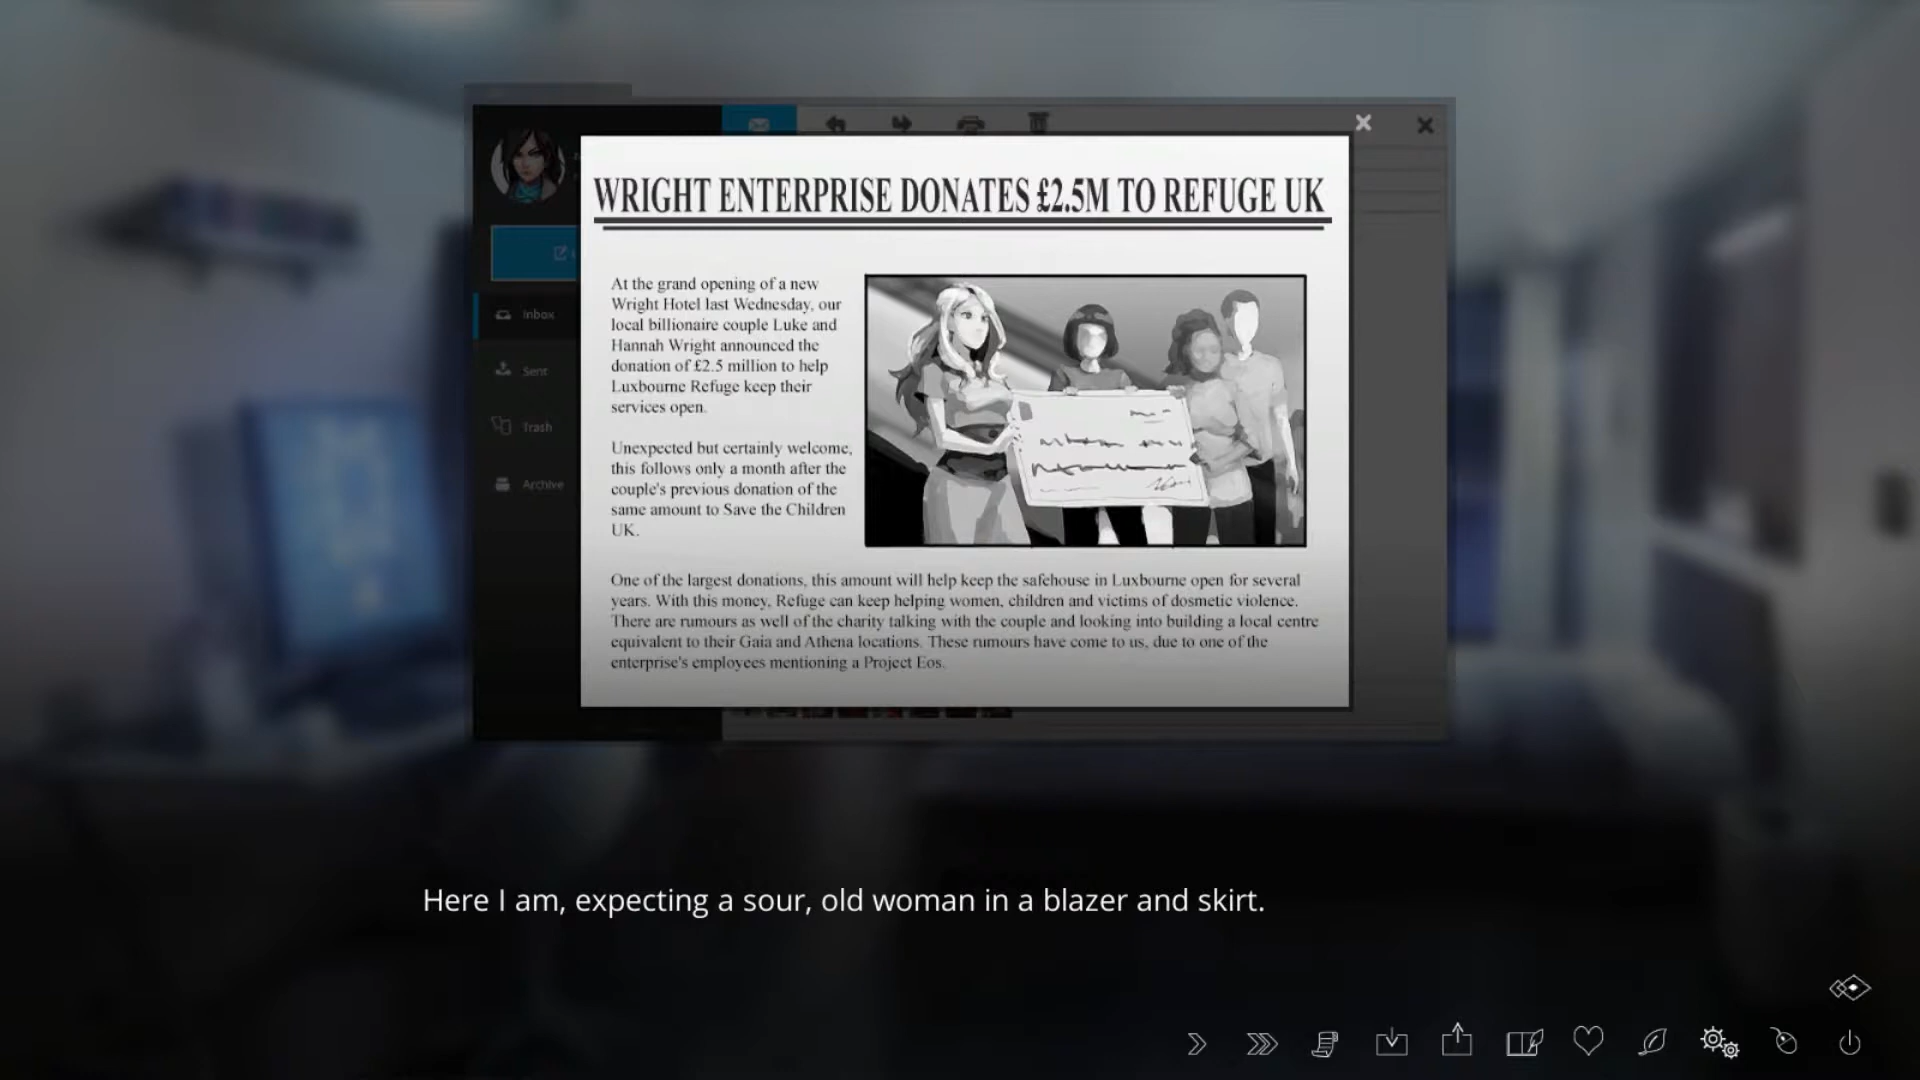 WRIGHT ENTERPRISE DONATES £2.5M TO REFUGE UK
At the grand opening of a new
Wright Hotel last Wednesday, our
local billionaire couple Luke and
Hannah Wright announced the
donation of £2.5 million to help
Luxbourne Refuge keep their
services open.
Unexpected but certainly welcome,
this follows only a month after the
couple's previous donation of the
same amount to Save the Children
UK.
One of the largest donations, this amount will help keep the safehouse in Luxbourne open for several
years. With this money, Refuge can keep helping women, children and victims of dosmetic violence.
There are rumours as well of the charity talking with the couple and looking into building a local centre
equivalent to their Gaia and Athena locations. These rumours have come to us, due to one of the
enterprise's employees mentioning a Project Eos.
Inbox
Sent
Trash
Archive
Here I am, expecting a sour, old woman in a blazer and skirt.